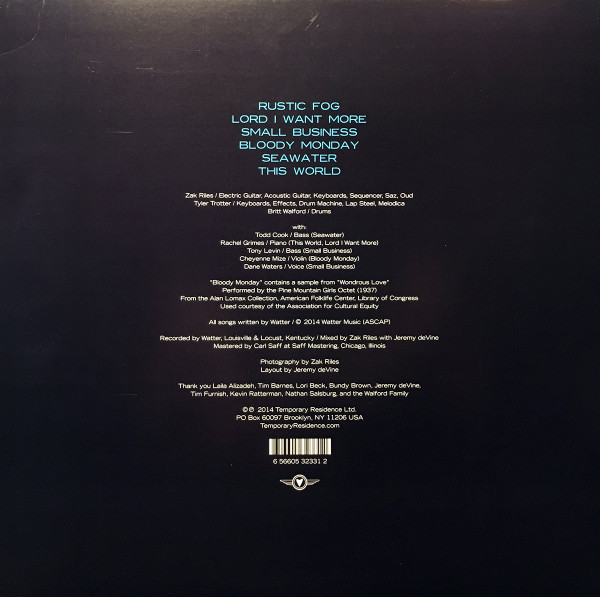 RUSTIC FOG
LORD I WANT MORE
SMALL BUSINESS
BLOODY MONDAY
SEAWATER
THIS WORLD
Zak Riles / Electric Guitar, Acoustic Guitar, Keyboards, Sequencer, Saz, Oud
Tyler Trotter / Keyboards, Effects, Drum Machine, Lap Steel, Melodica
Britt Walford / Drums
with:
Todd Cook / Bass (Seawater)
Rachel Grimes / Piano (This World, Lord I Want More)
Tony Levin / Bass (Small Business)
Cheyenne Mize / Violin (Bloody Monday)
Dane Waters / Voice (Small Business)
"Bloody Monday" contains a sample from "Wondrous Love"
Performed by the Pine Mountain Girls Octet (1937)
From the Alan Lomax Collection, American Folklife Center, Library of Congress
Used courtesy of the Association for Cultural Equity
All songs written by Watter / © 2014 Watter Music (ASCAP)
Recorded by Watter, Louisville & Locust, Kentucky / Mixed by Zak Riles with Jeremy deVine
Mastered by Carl Saff at Saff Mastering, Chicago, Illinois
Photography by Zak Riles
Layout by Jeremy deVine
Thank you Laila Alizadeh, Tim Barnes, Lori Beck, Bundy Brown, Jeremy deVine,
Tim Furnish, Kevin Ratterman, Nathan Salsburg, and the Walford Family
©℗ 2014 Temporary Residence Ltd.
PO Box 60097 Brooklyn, NY 11206 USA
TemporaryResidence.com
6 56605 32331 2